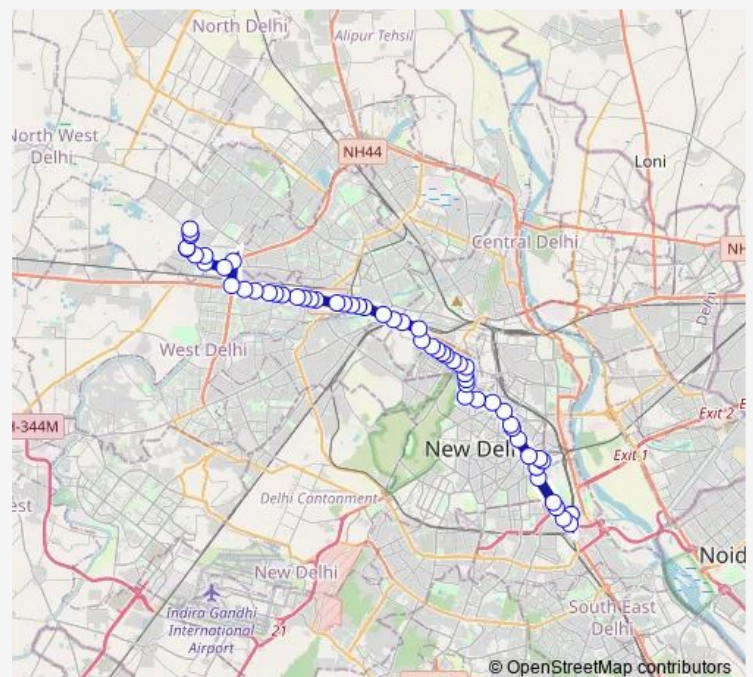 North Delhi
Alipur Tehsil
North West
Delhi
NH44
Loni
Central Delhi
NH
Delhi
West Delhi
H-344M
Exit 2
E
New Del
Exit 1
est
Delhi Cantonment
New Delhi
Noid
Indira Gandhi
International
Airport
21
South East
Delhi
© OpenStreetMap contributors